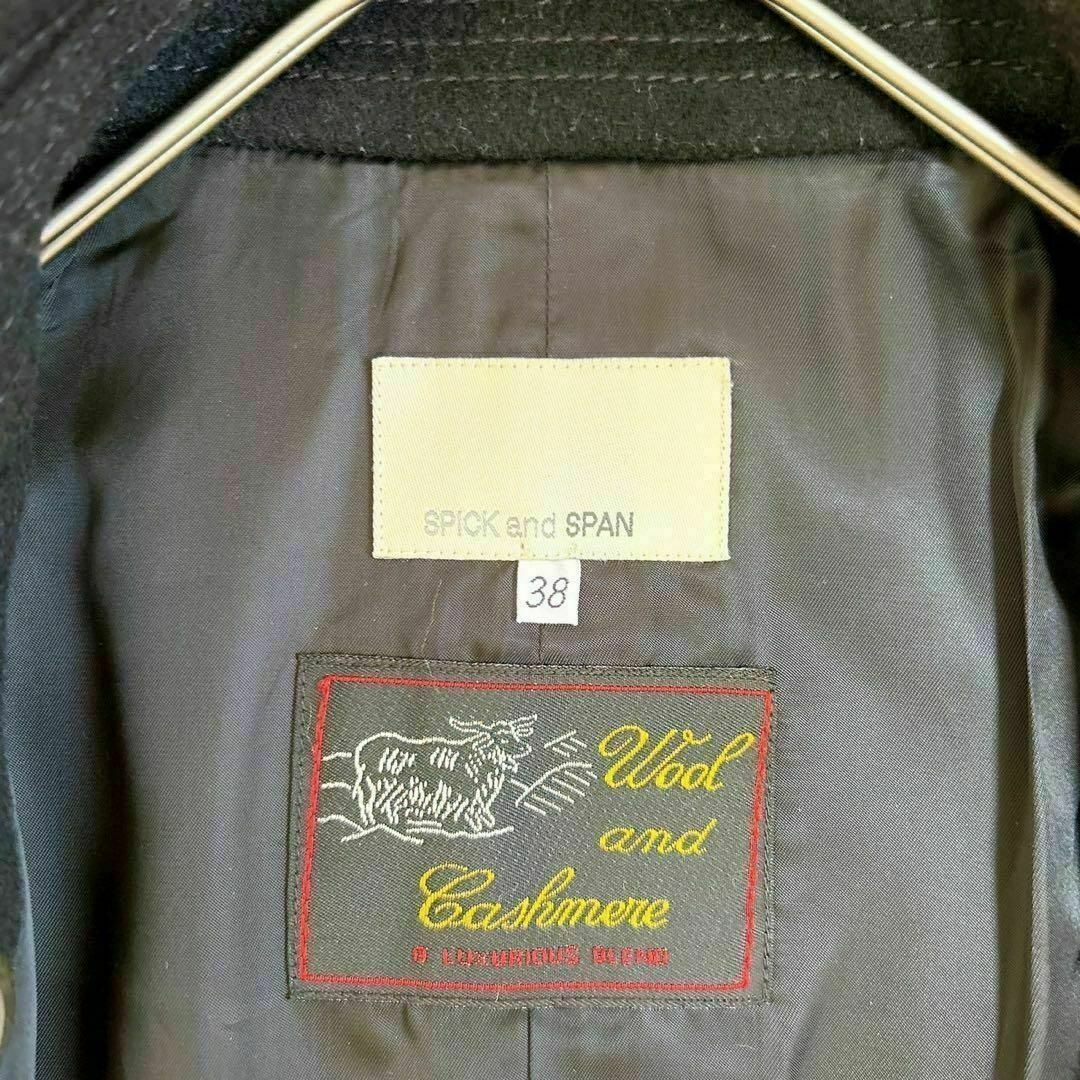 SPICK and SPAN
38
Wool
and
Cashmere
A LUXURIOUS BLEND